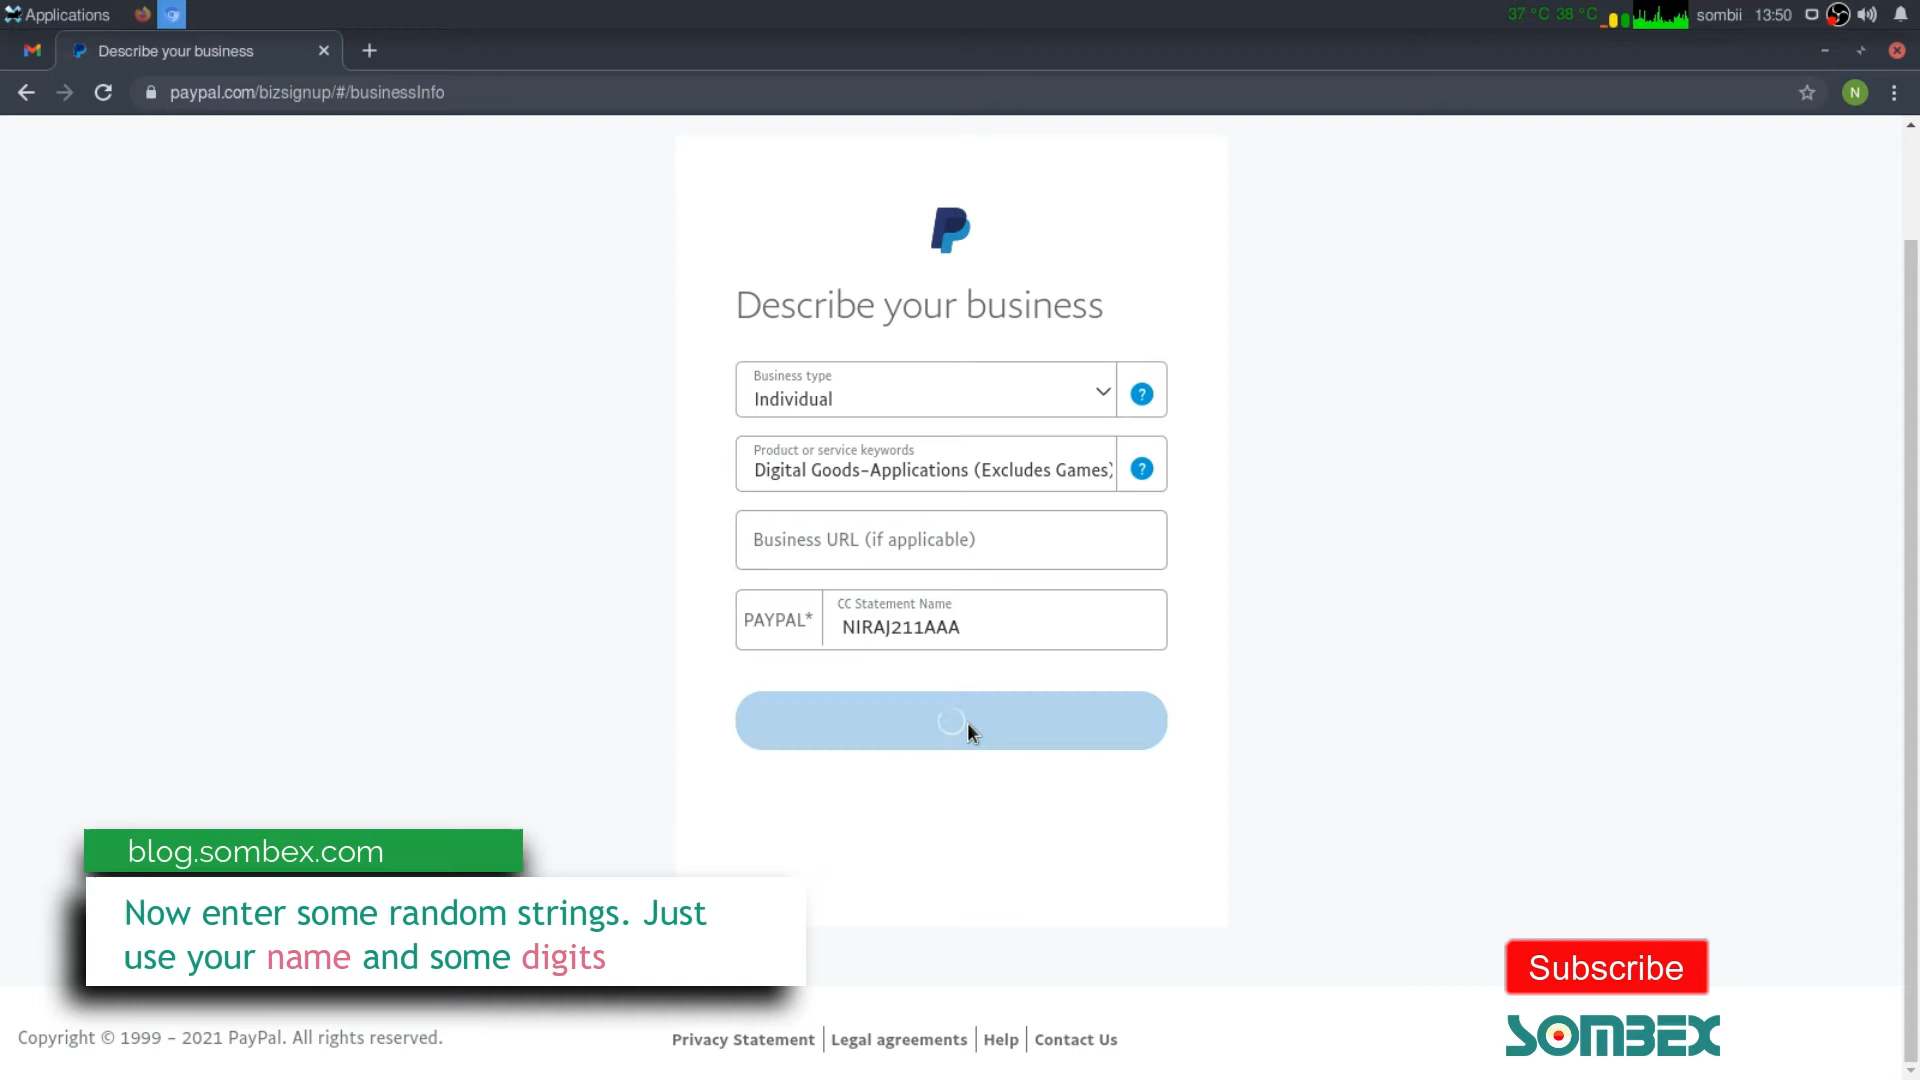 Applications
37 °C 38 °C
sombii
13:50
Describe your business
paypal.com/bizsignup/#/businessInfo
N
Describe your business
Business type
Individual
?
Product or service keywords
Digital Goods-Applications (Excludes Games)
?
Business URL (if applicable)
PAYPAL*
CC Statement Name
NIRAJ211AAA
blog.sombex.com
Now enter some random strings. Just
use your name and some digits
Subscribe
SOMBEX
Copyright © 1999 - 2021 PayPal. All rights reserved.
Privacy Statement
Legal agreements
Help
Contact Us